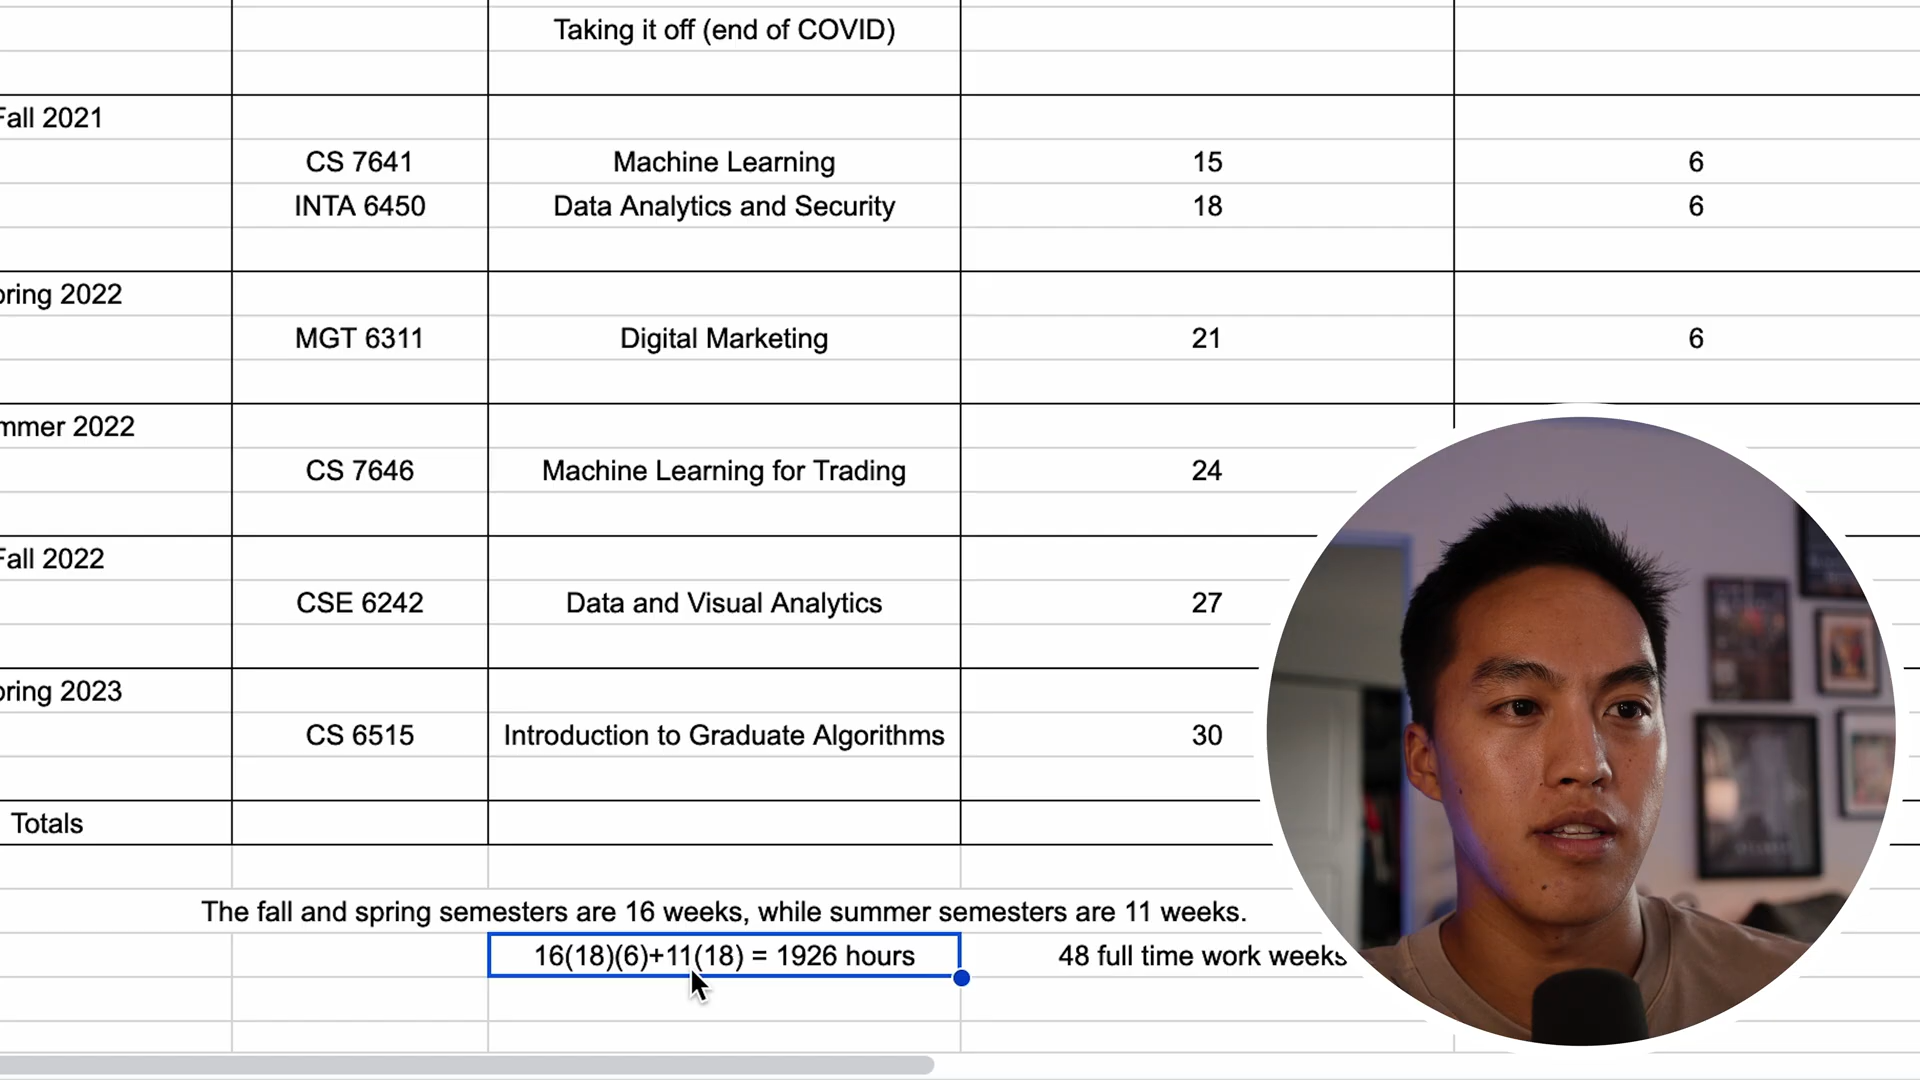 Taking it off (end of COVID)
Fall 2021
CS 7641 Machine Learning 15 6
INTA 6450 Data Analytics and Security 18 6
pring 2022
MGT 6311 Digital Marketing 21 6
mmer 2022
CS 7646 Machine Learning for Trading 24
Fall 2022
CSE 6242 Data and Visual Analytics 27
pring 2023
CS 6515 Introduction to Graduate Algorithms 30
Totals
The fall and spring semesters are 16 weeks, while summer semesters are 11 weeks.
16(18)(6)+11(18) = 1926 hours 48 full time work weeks